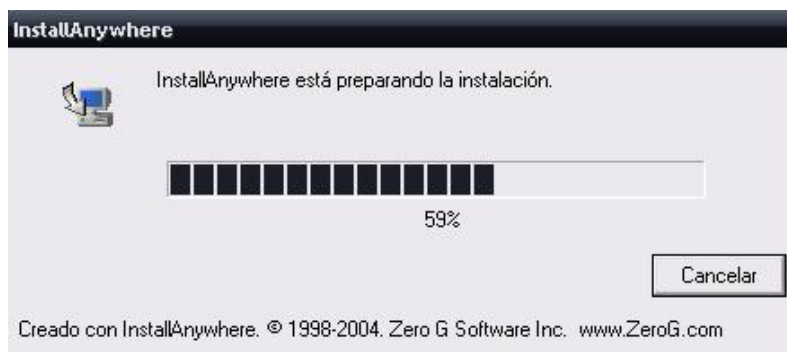 InstallAnywhere
InstallAnywhere está preparando la instalación.
59%
Cancelar
Creado con InstallAnywhere. © 1998-2004. Zero G Software Inc. www.ZeroG.com